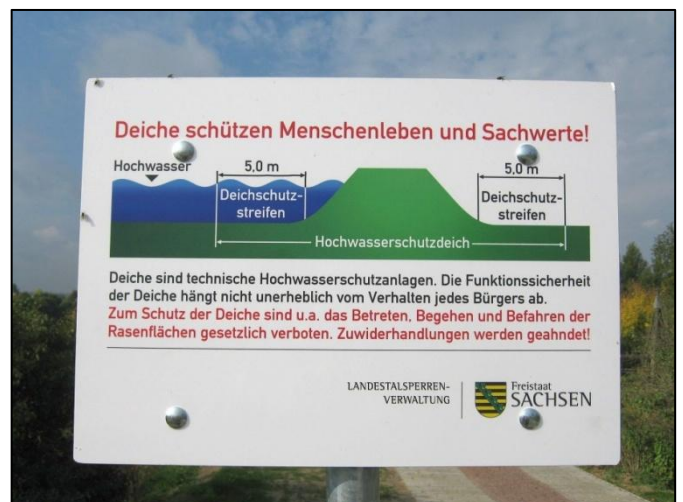 Deiche schützen Menschenleben und Sachwerte!
Hochwasser
5,0 m
5,0 m
Deichschutz-
streifen
Deichschutz-
streifen
Hochwasserschutzdeich
Deiche sind technische Hochwasserschutzanlagen. Die Funktionssicherheit
der Deiche hängt nicht unerheblich vom Verhalten jedes Bürgers ab.
Zum Schutz der Deiche sind u.a. das Betreten, Begehen und Befahren der
Rasenflächen gesetzlich verboten. Zuwiderhandlungen werden geahndet!
LANDESTALSPERREN-
VERWALTUNG
Freistaat
SACHSEN